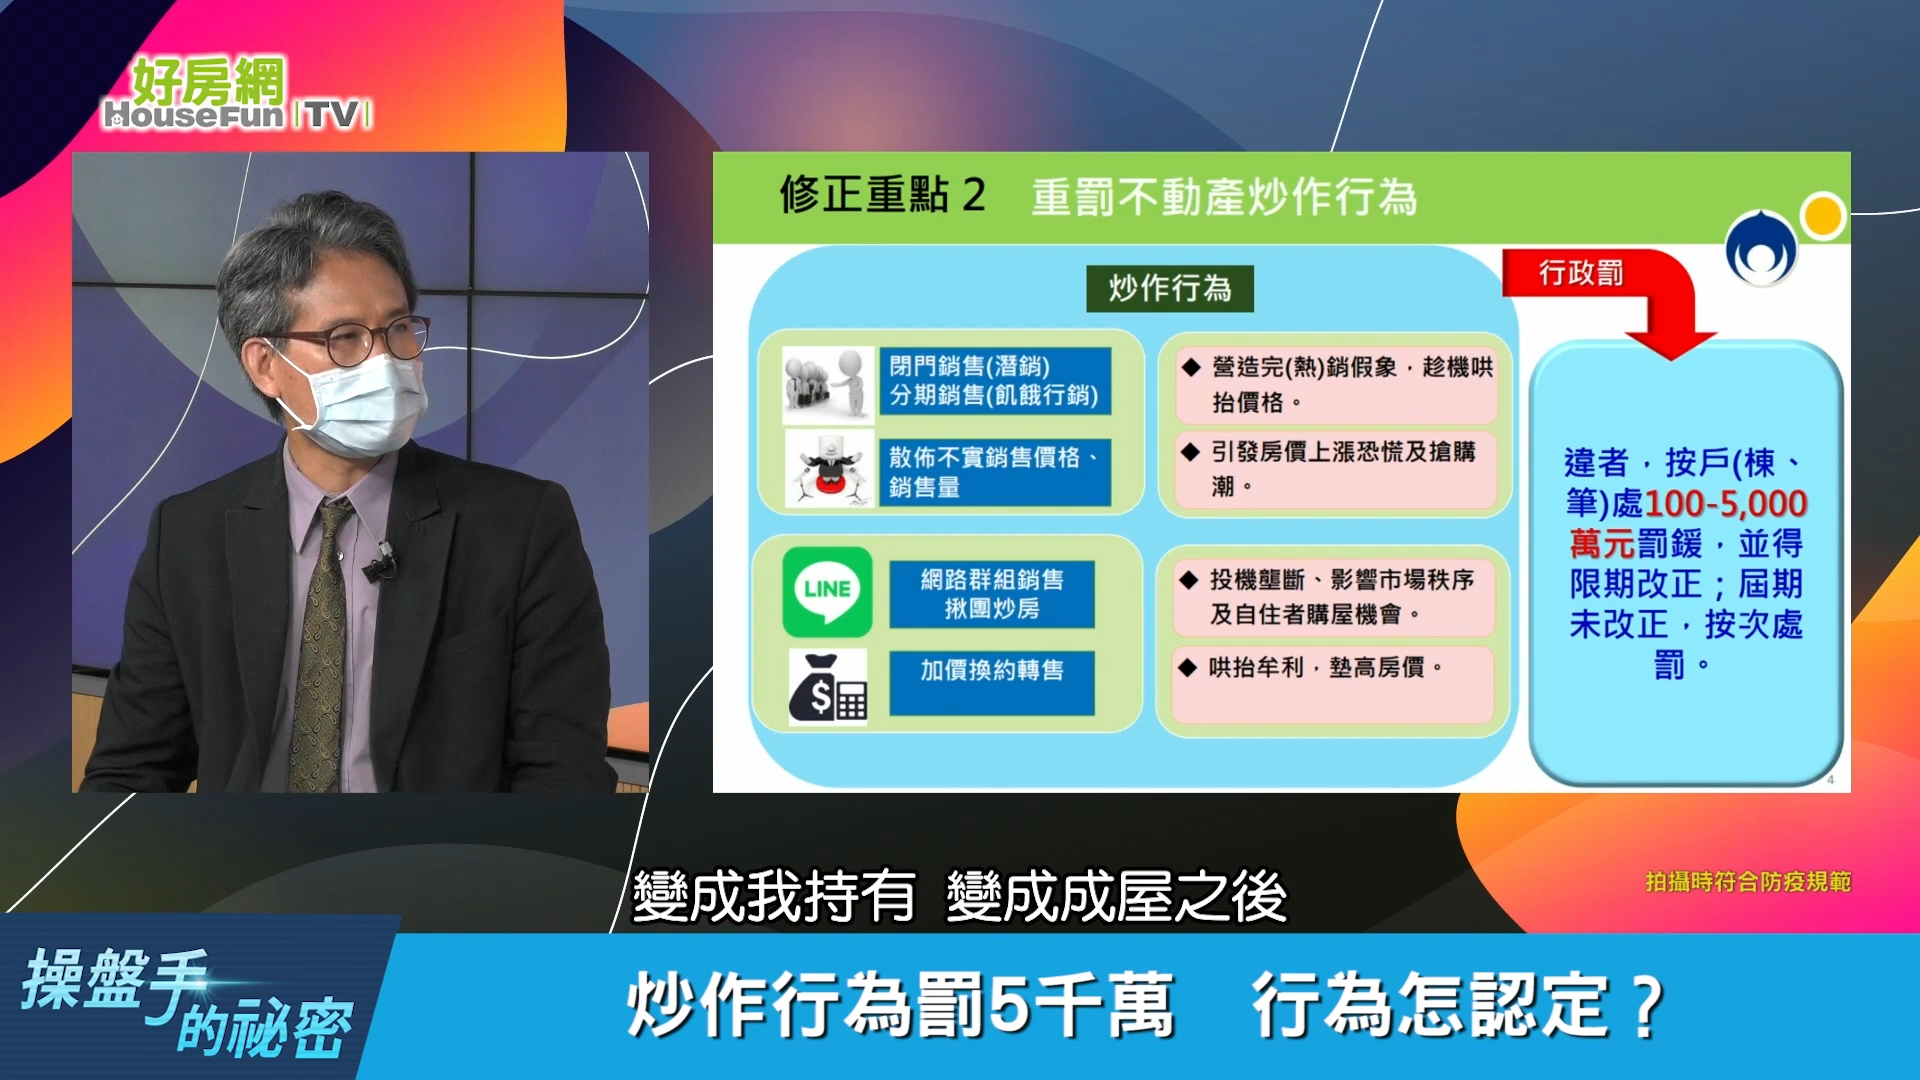 好房網
HouseFun TV
修正重點 2 重罰不動產炒作行為
炒作行為
行政罰
閉門銷售(潛銷)
分期銷售(飢餓行銷)
營造完(熱)銷假象，趁機哄
抬價格。
散佈不實銷售價格、
銷售量
引發房價上漲恐慌及搶購
潮。
LINE
網路群組銷售
揪團炒房
投機壟斷、影響市場秩序
及自住者購屋機會。
$
加價換約轉售
哄抬牟利，墊高房價。
違者，按戶(棟、
筆)處100-5,000
萬元罰鍰，並得
限期改正；屆期
未改正，按次處
罰。
4
變成我持有 變成成屋之後
拍攝時符合防疫規範
操盤手
的祕密
炒作行為罰5千萬 行為怎認定？